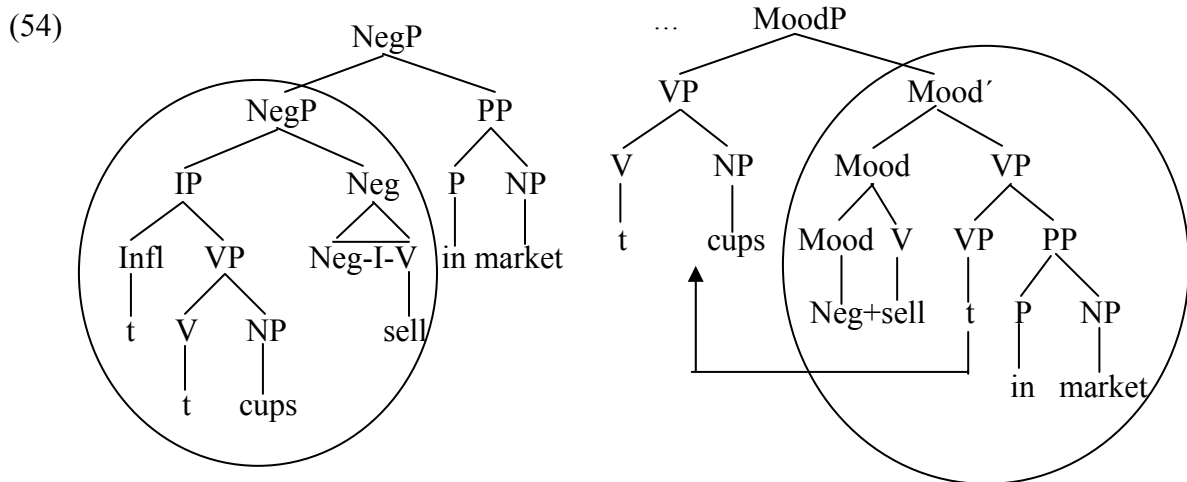 (54)
NegP … MoodP
NegP PP VP Mood´
IP Neg P NP V NP Mood VP
Infl VP Neg-I-V in market t cups Mood V VP PP
t V NP sell Neg+sell t P NP
t cups in market